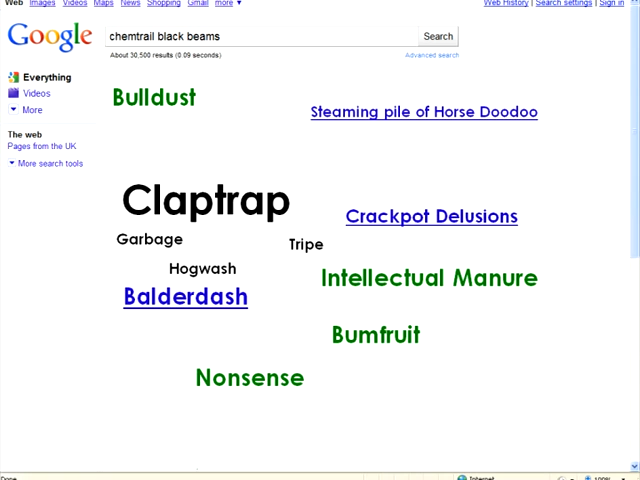 Web Images Videos Maps News Shopping Gmail more ▼
Web History | Search settings | Sign in
Google
chemtrail black beams
Search
About 30,500 results (0.09 seconds)
Advanced search
Everything
Videos
More
The web
Pages from the UK
More search tools
Bulldust
Steaming pile of Horse Doodoo
Claptrap
Crackpot Delusions
Garbage
Tripe
Hogwash
Intellectual Manure
Balderdash
Bumfruit
Nonsense
Done
Internet
100%